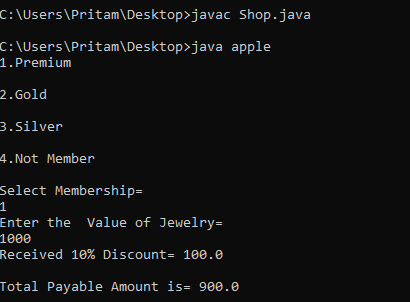 C:\Users\Pritam\Desktop>javac Shop.java
C:\Users\Pritam\Desktop>java apple
1.Premium
2.Gold
3.Silver
4.Not Member
Select Membership=
1
Enter the  Value of Jewelry=
1000
Received 10% Discount= 100.0
Total Payable Amount is= 900.0